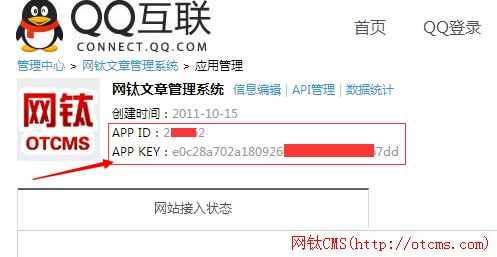 QQ互联
CONNECT.QQ.COM
首页 QQ登录
管理中心 > 网钛文章管理系统 > 应用管理
网钛 OTCMS
网钛文章管理系统 信息编辑 | API管理 | 数据统计
创建时间：2011-10-15
APP ID：2 2
APP KEY：e0c28a702a180926 7dd
网站接入状态
网钛CMS(http://otcms.com)